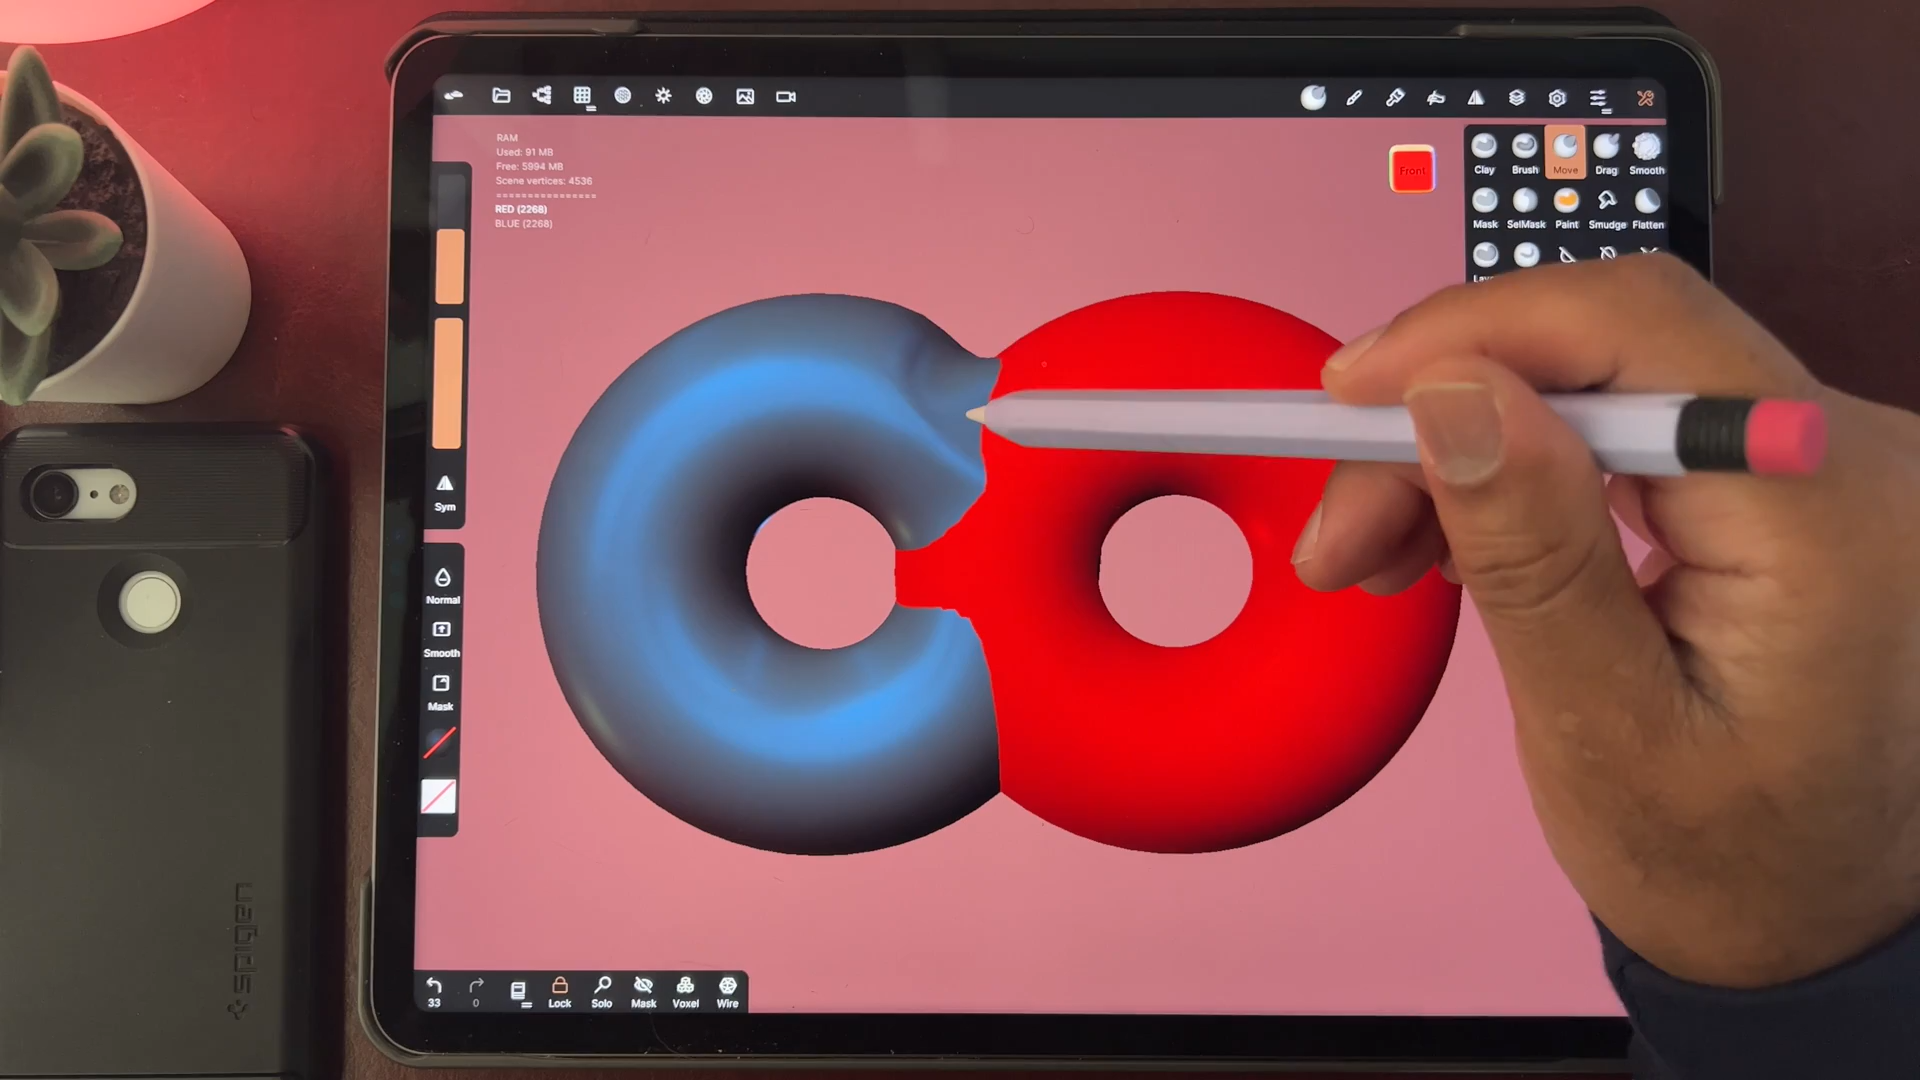 RAM
Used: 91 MB
Free: 5994 MB
Scene vertices: 4536
================
RED (2268)
BLUE (2268)
Front
Clay Brush Move Drag Smooth
Mask SelMask Paint Smudge Flatten
Sym
Normal
Smooth
Mask
33 0 Lock Solo Mask Voxel Wire
spigen